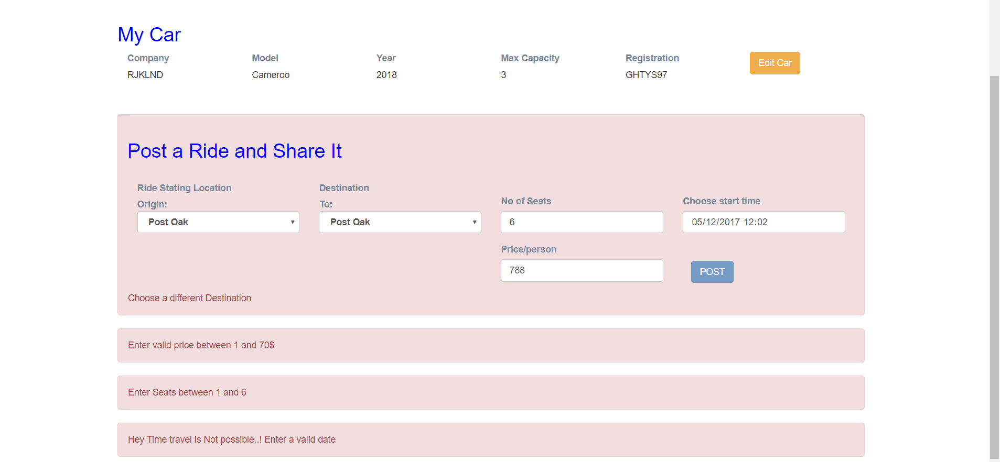 My Car
Company Model Year Max Capacity Registration
Edit Car
RJKLND Cameroo 2018 3 GHTYS97
Post a Ride and Share It
Ride Stating Location Destination
Origin: To: No of Seats Choose start time
Post Oak Post Oak 6 05/12/2017 12:02
Price/person
788 POST
Choose a different Destination
Enter valid price between 1 and 70$
Enter Seats between 1 and 6
Hey Time travel is Not possible..! Enter a valid date